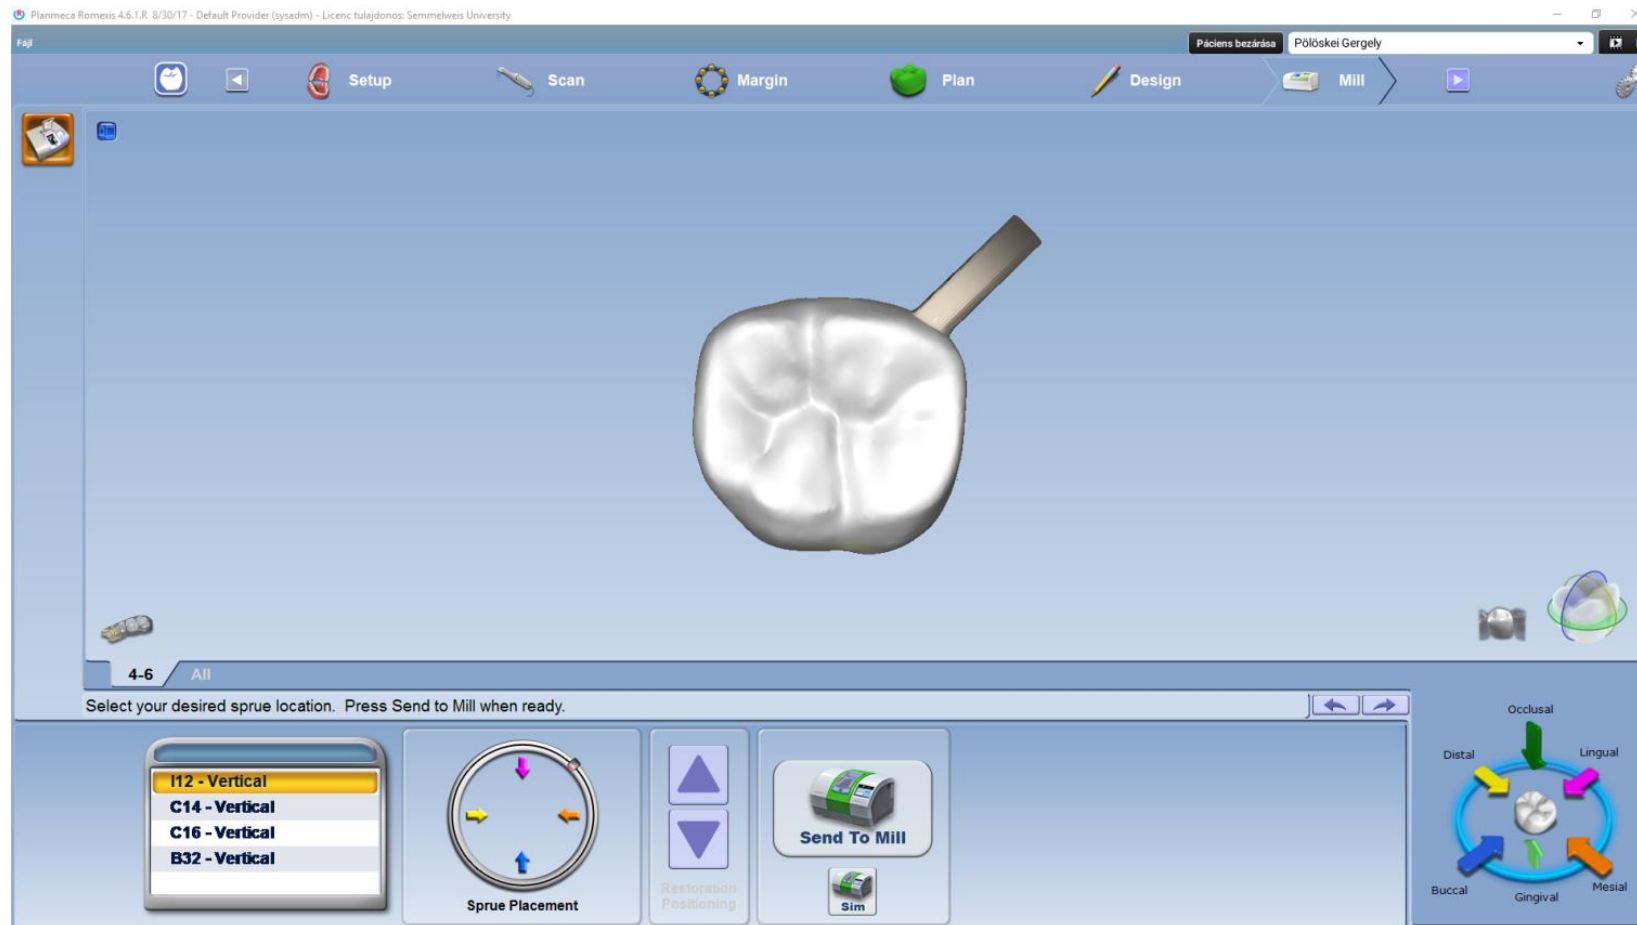 Planmeca Romexis 4.6.1.R 8/30/17 - Default Provider (sysadm) - Licenc tulajdonos: Semmelweis University
Fájl
Páciens bezárása
Pölöskei Gergely
Setup
Scan
Margin
Plan
Design
Mill
4-6
All
Select your desired sprue location. Press Send to Mill when ready.
I12 - Vertical
C14 - Vertical
C16 - Vertical
B32 - Vertical
Sprue Placement
Restoration
Positioning
Send To Mill
Sim
Occlusal
Distal
Lingual
Buccal
Gingival
Mesial